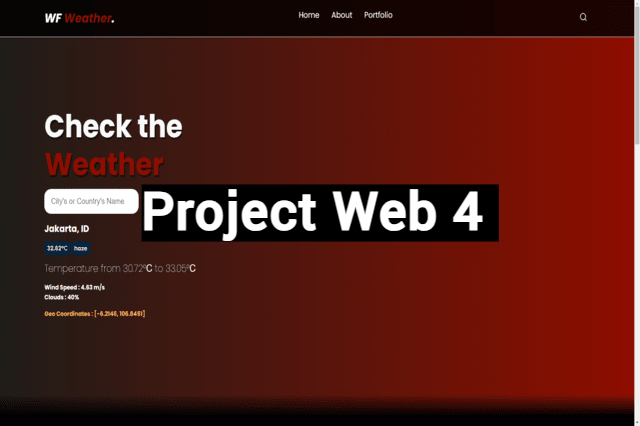 WF Weather.
Home About Portfolio
Check the
Weather
City's or Country's Name
Project Web 4
Jakarta, ID
32.62°C haze
Temperature from 30.72°C to 33.05°C
Wind Speed : 4.63 m/s
Clouds : 40%
Geo Coordinates : [-6.2146, 106.8451]